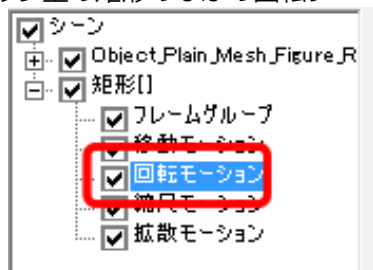 シーン
Object_Plain_Mesh_Figure_R
矩形[]
フレームグループ
移動モーション
回転モーション
縮尺モーション
拡散モーション